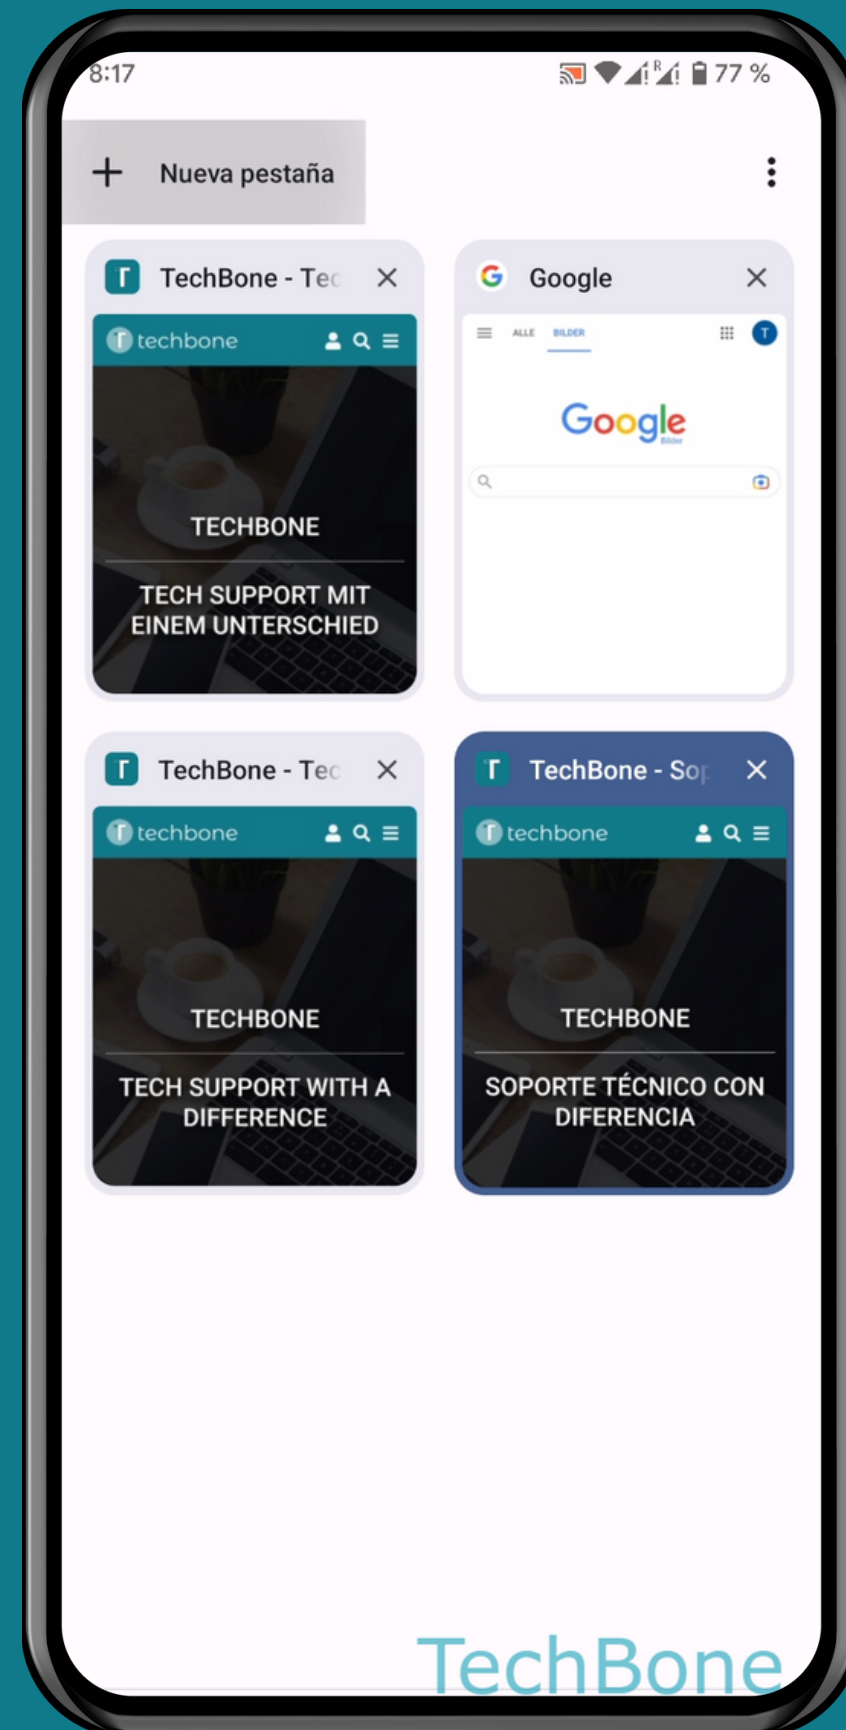 8:17
R
77 %
Nueva pestaña
TechBone - Tec
Google
techbone
ALLE BILDER
T
Google
Bilder
TECHBONE
TECH SUPPORT MIT
EINEM UNTERSCHIED
TechBone - Tec
TechBone - Sop
techbone
techbone
TECHBONE
TECH SUPPORT WITH A
DIFFERENCE
TECHBONE
SOPORTE TÉCNICO CON
DIFERENCIA
TechBone